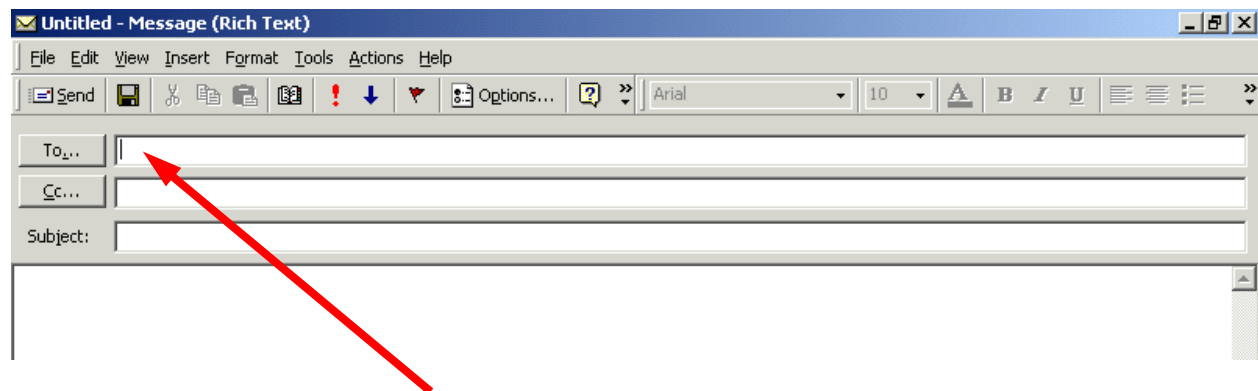 Untitled - Message (Rich Text)
File Edit View Insert Format Tools Actions Help
Send Options... Arial 10 A B I U
To...
Cc...
Subject: